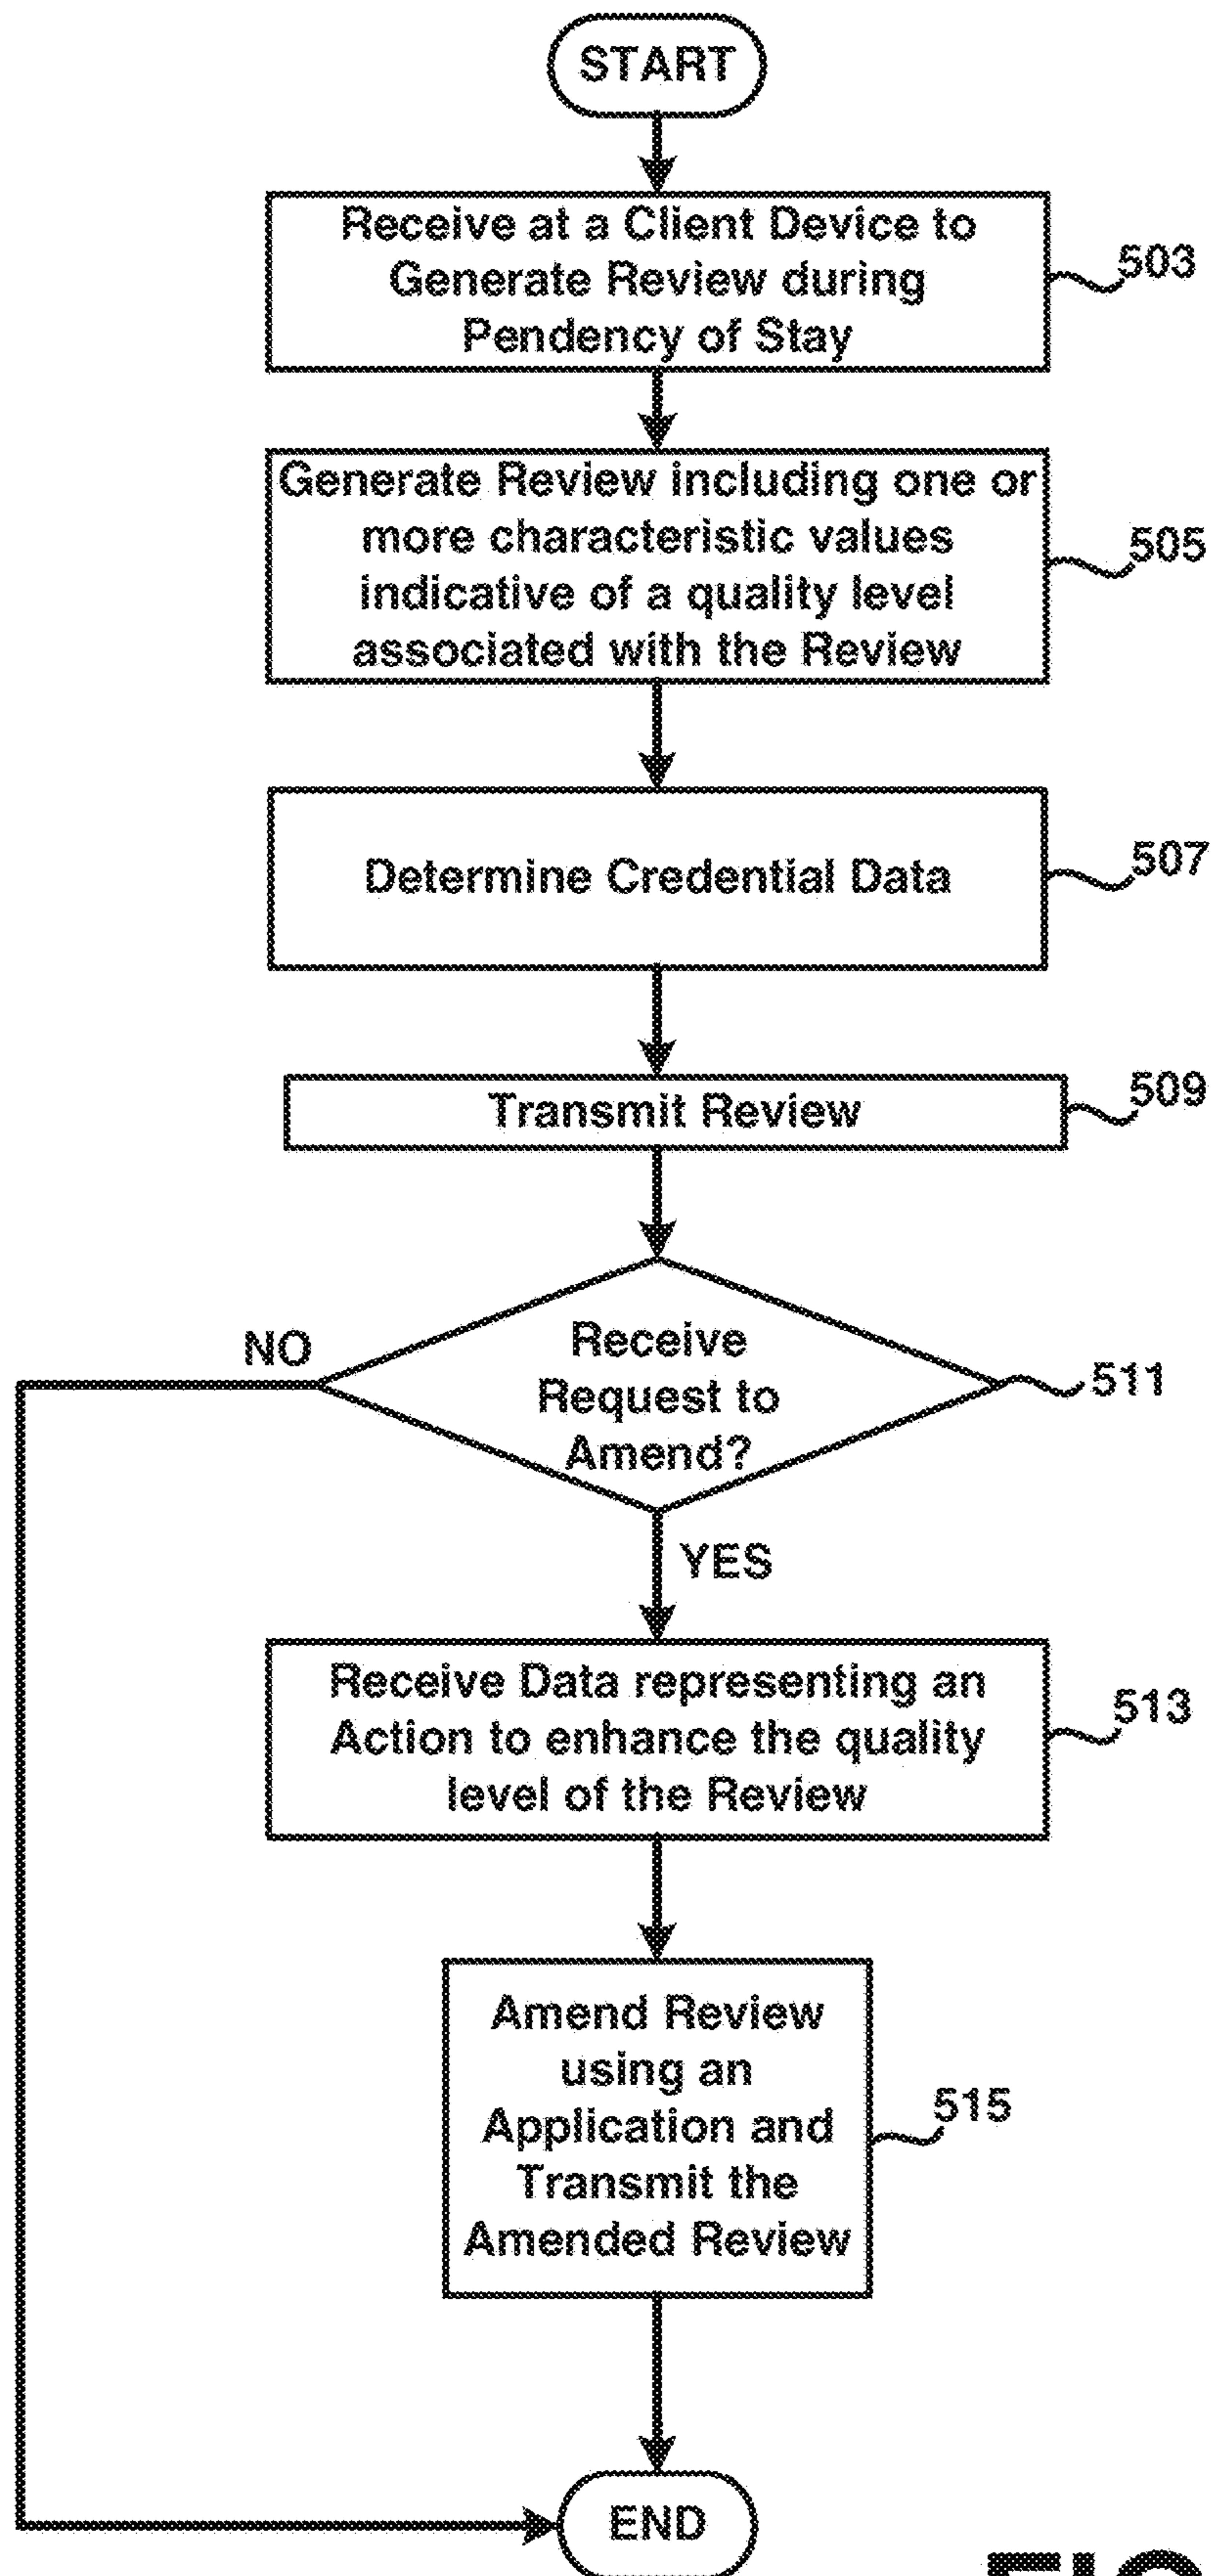 START
Receive at a Client Device to
Generate Review during
Pendency of Stay
503
Generate Review including one or
more characteristic values
indicative of a quality level
associated with the Review
505
Determine Credential Data
507
Transmit Review
509
Receive
Request to
Amend?
511
NO
YES
Receive Data representing an
Action to enhance the quality
level of the Review
513
Amend Review
using an
Application and
Transmit the
Amended Review
515
END